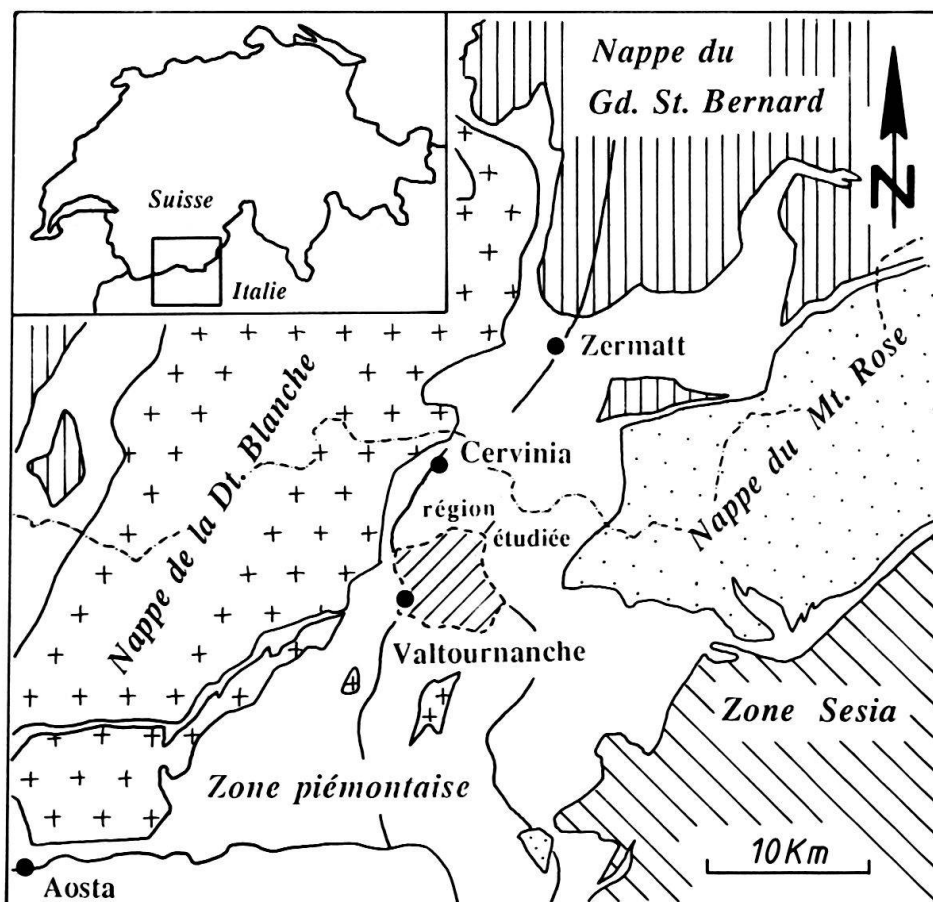 Nappe du
Gd. St. Bernard
N
Suisse
Italie
Zermatt
Nappe de la Dt. Blanche
Nappe du Mt. Rose
Cervinia
région
étudiée
Valtournanche
Zone Sesia
Zone piémontaise
10Km
Aosta